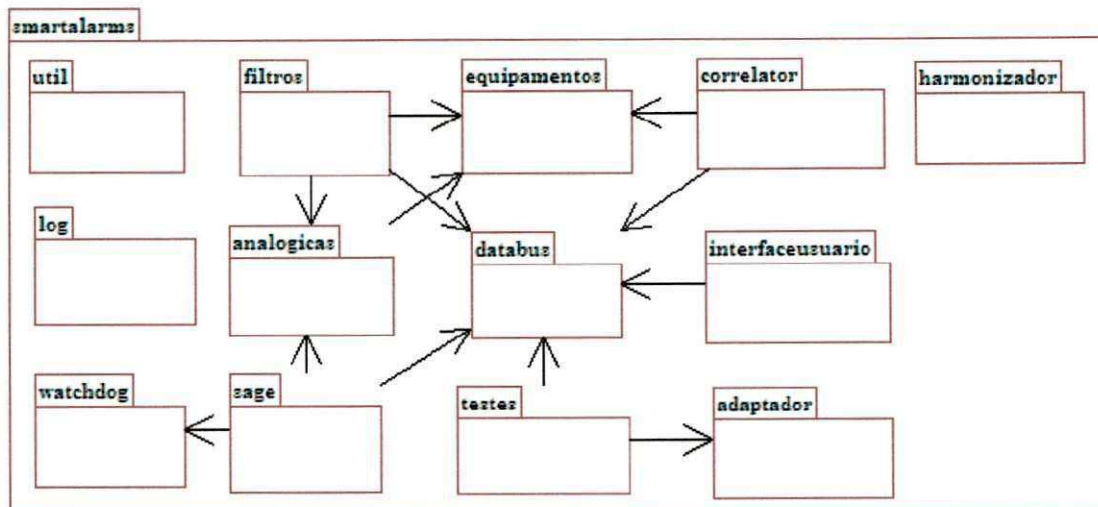 smartalarms
util
filtros
equipamentos
correlator
harmonizador
log
analogicas
databus
interfaceusuario
watchdog
sage
testes
adaptador